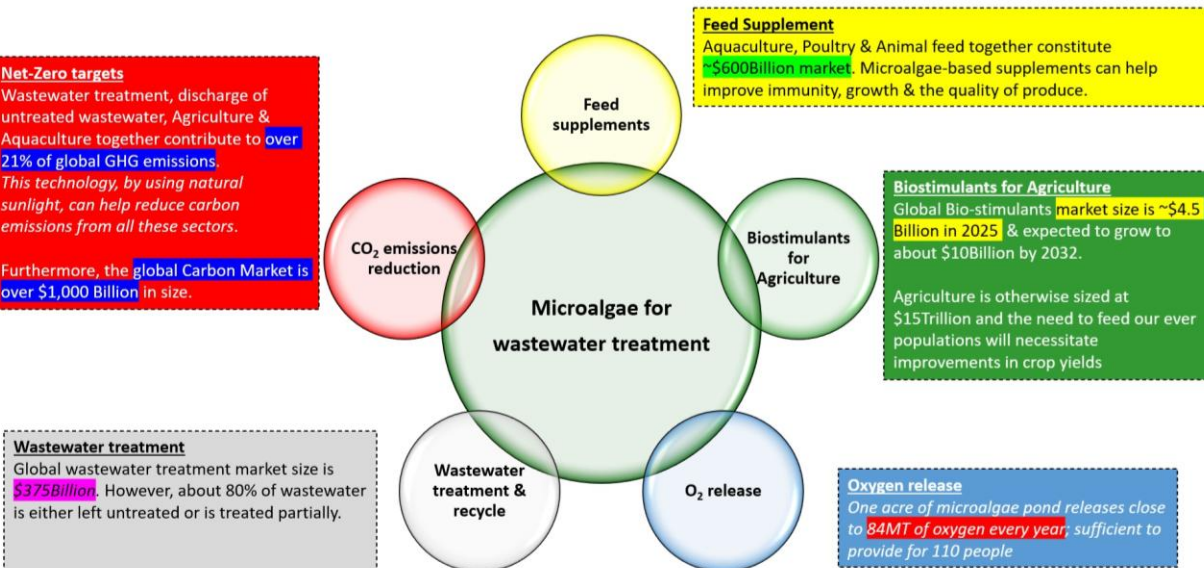 Feed Supplement
Aquaculture, Poultry & Animal feed together constitute
~$600Billion market. Microalgae-based supplements can help
improve immunity, growth & the quality of produce.
Net-Zero targets
Wastewater treatment, discharge of
untreated wastewater, Agriculture &
Aquaculture together contribute to over
21% of global GHG emissions.
This technology, by using natural
sunlight, can help reduce carbon
emissions from all these sectors.
Furthermore, the global Carbon Market is
over $1,000 Billion in size.
Feed
supplements
CO₂ emissions
reduction
Biostimulants
for
Agriculture
Microalgae for
wastewater treatment
Biostimulants for Agriculture
Global Bio-stimulants market size is ~$4.5
Billion in 2025 & expected to grow to
about $10Billion by 2032.
Agriculture is otherwise sized at
$15Trillion and the need to feed our ever
populations will necessitate
improvements in crop yields
Wastewater treatment
Global wastewater treatment market size is
$375Billion. However, about 80% of wastewater
is either left untreated or is treated partially.
Wastewater
treatment &
recycle
O₂ release
Oxygen release
One acre of microalgae pond releases close
to 84MT of oxygen every year; sufficient to
provide for 110 people